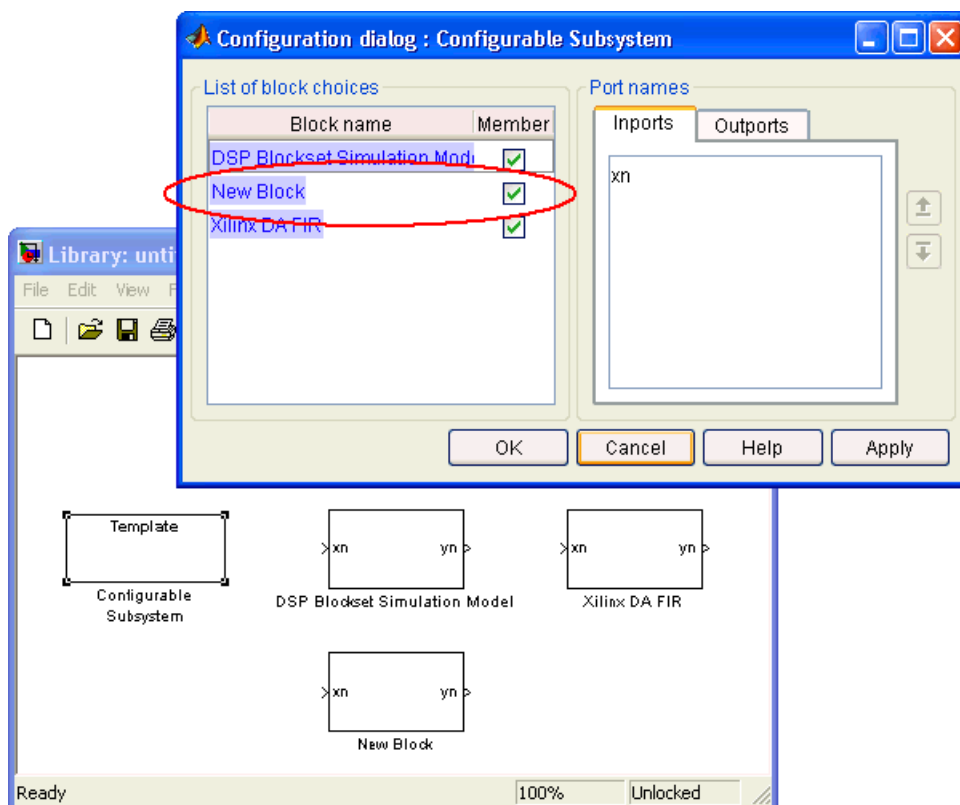 Configuration dialog : Configurable Subsystem
List of block choices
Block name Member
DSP Blockset Simulation Mod
New Block
Xilinx DA FIR
Port names
Inports Outports
xn
OK Cancel Help Apply
Library: unti
File Edit View F
Template
Configurable
Subsystem
xn yn
DSP Blockset Simulation Model
xn yn
Xilinx DA FIR
xn yn
New Block
Ready 100% Unlocked